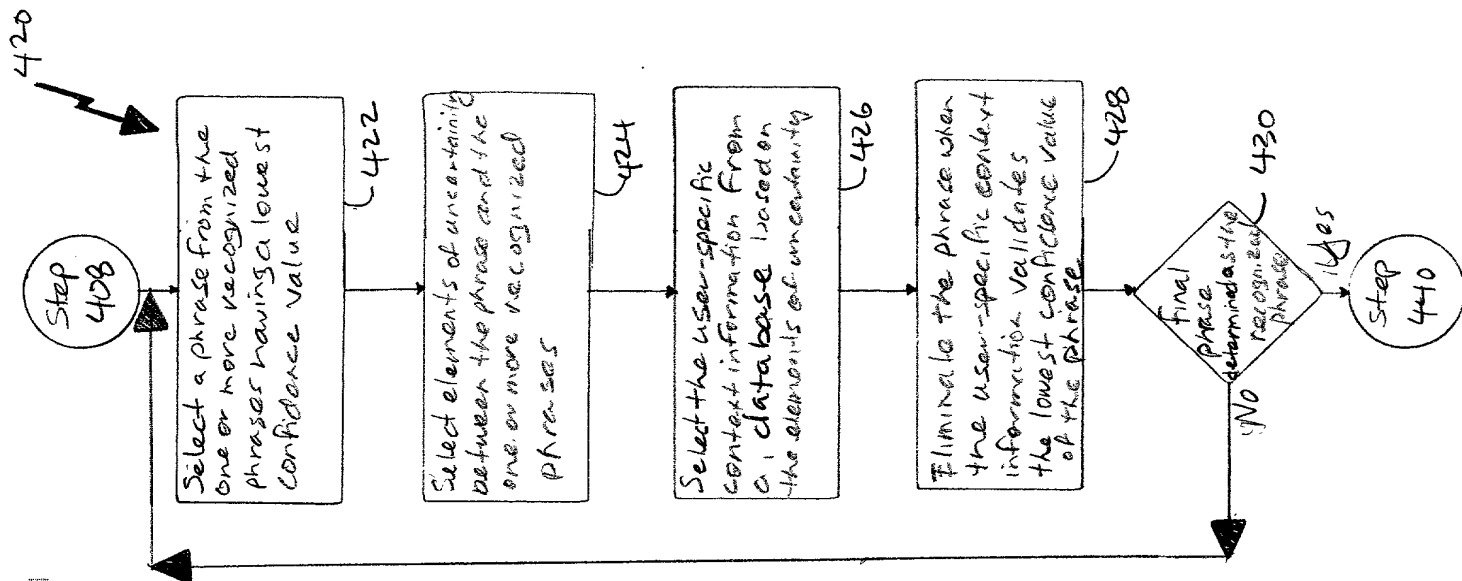 420
Step
408
Select a phrase from the
one or more recognized
phrases having a lowest
confidence value
422
Select elements of uncertainity
between the phrase and the
one or more recognized
phrases
424
Select the user-specific
context information from
a database based on
the elements of uncertainity
426
Eliminate the phrase when
the user-specific context
information validates
the lowest conficlence value
of the phrase
428
final
phrase
determined as the
recognized
phrase
430
Yes
No
Step
440